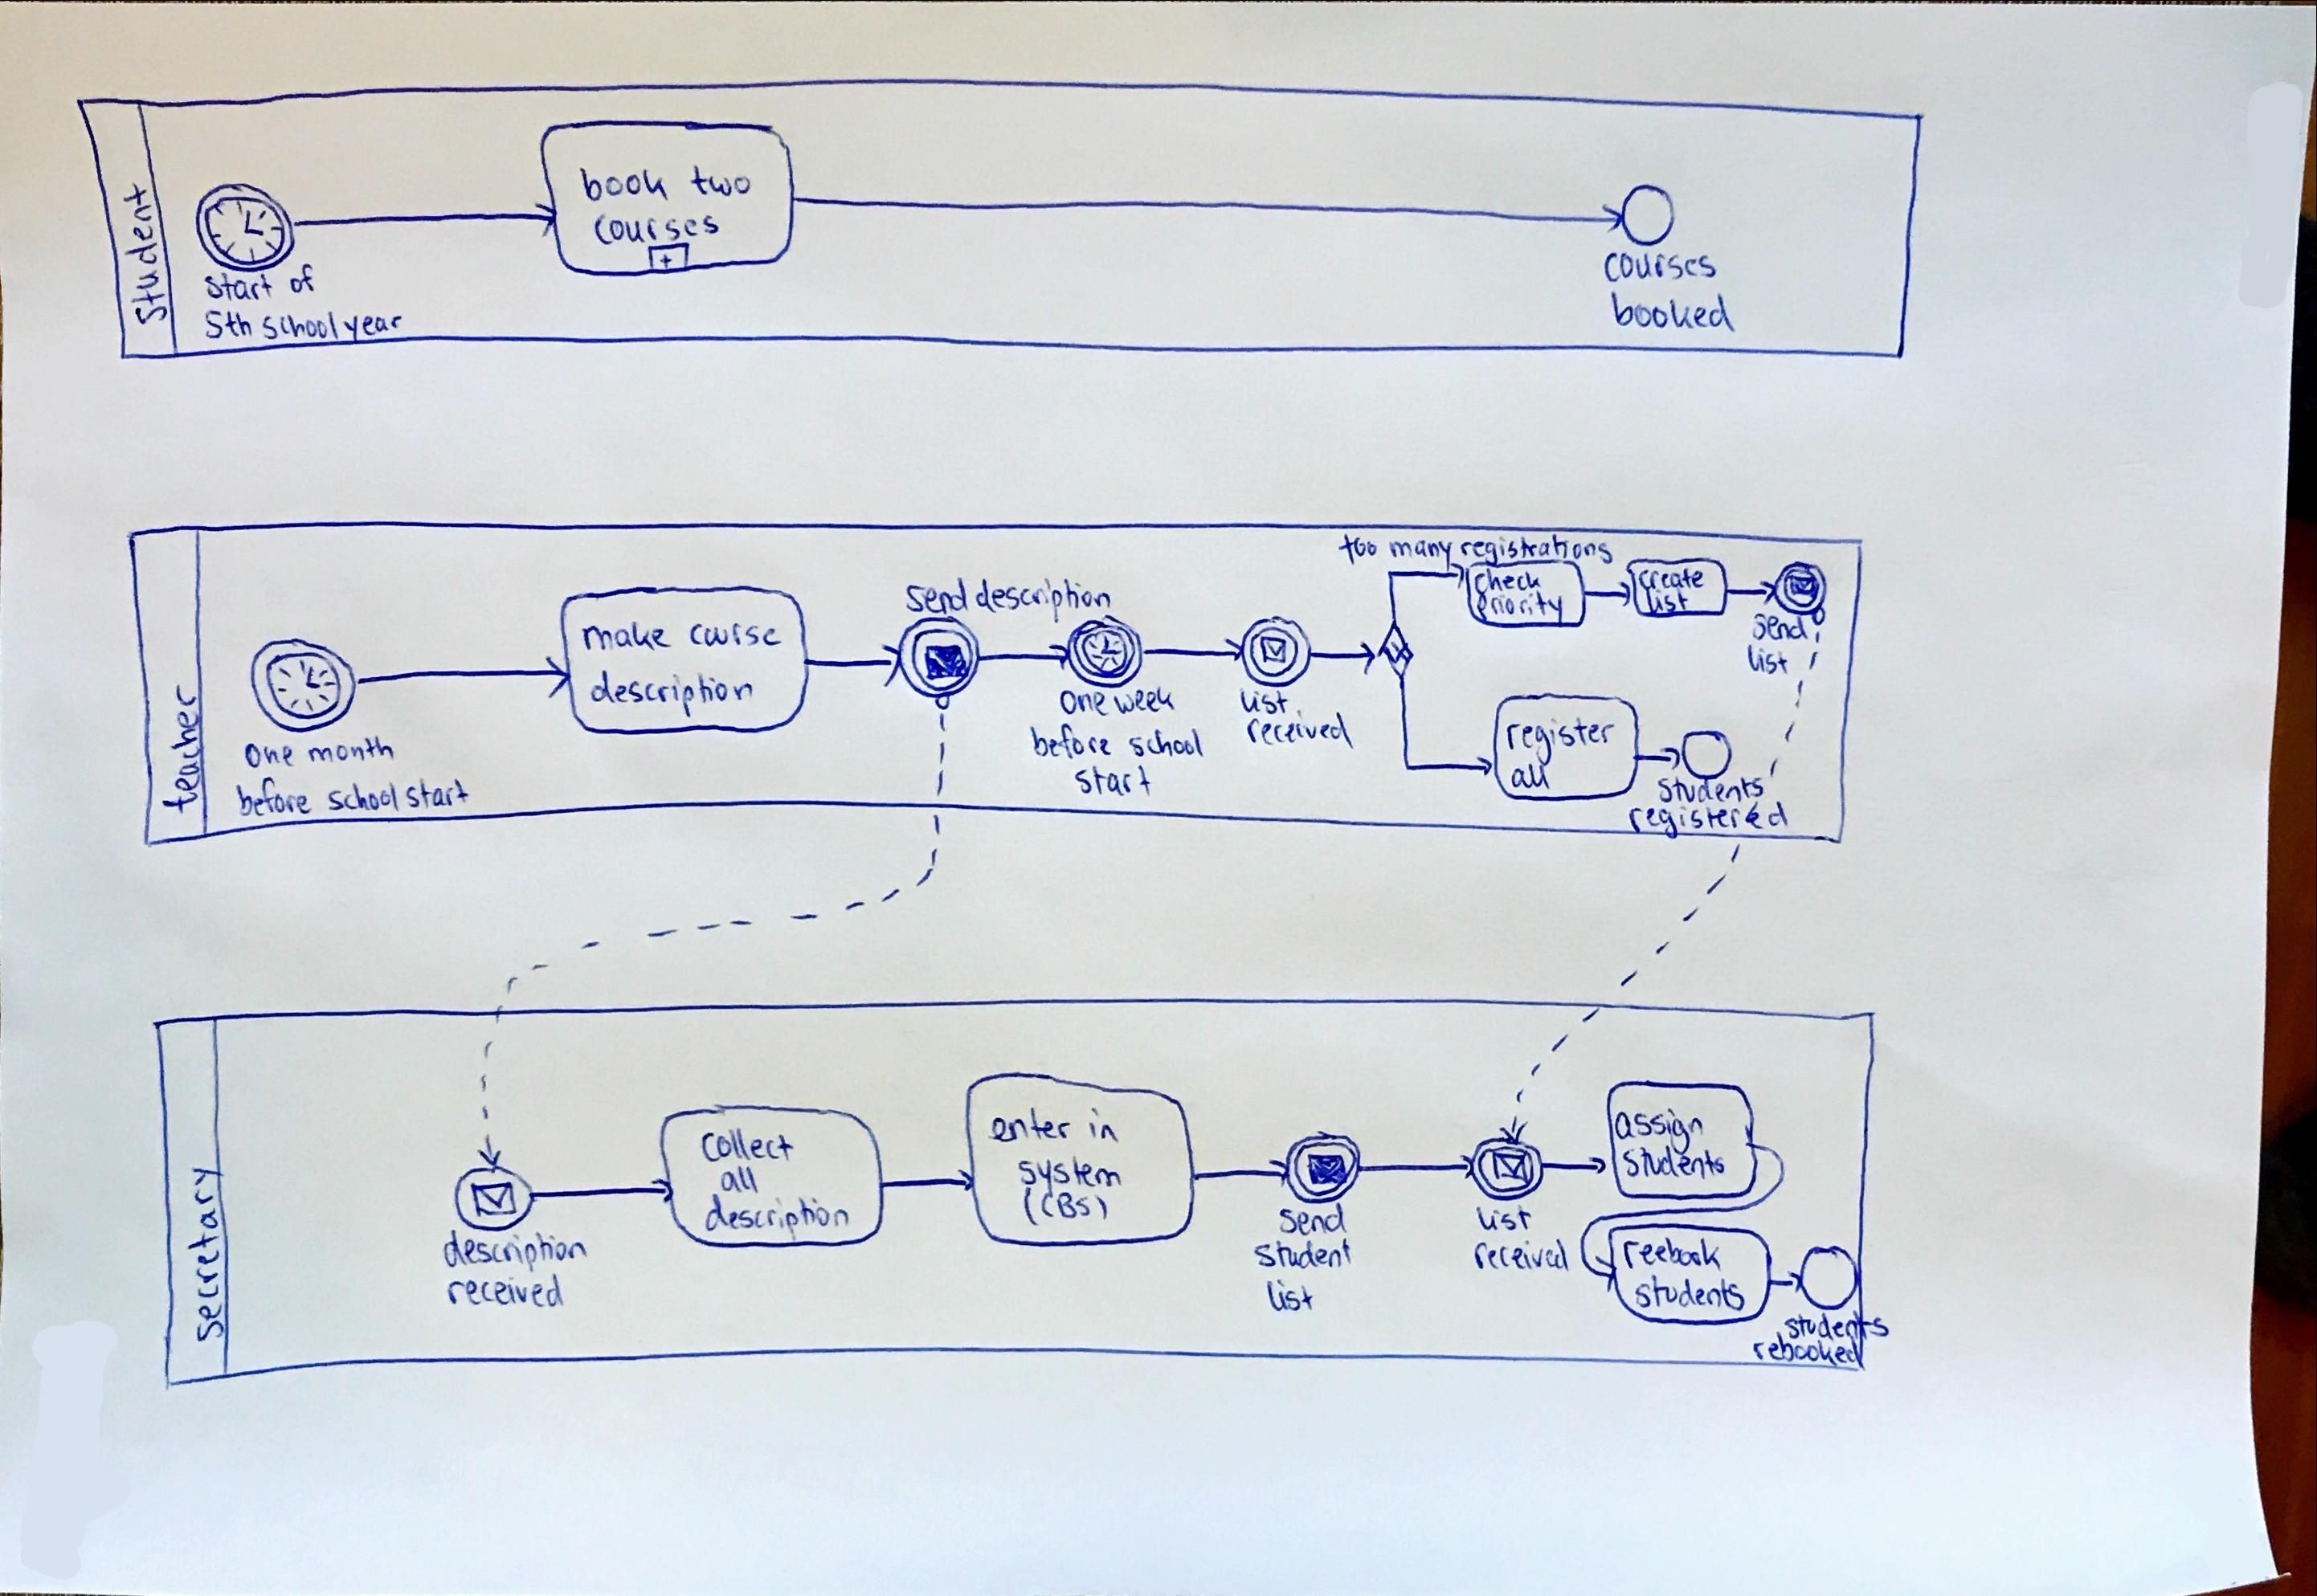 Student
book two
courses
+
start of
5th school year
courses
booked
teacher
one month
before school start
make course
description
send description
one week
before school
start
list
received
too many registrations
check
priority
create
list
send
list
register
all
students
registered
secretary
description
received
collect
all
description
enter in
system
(CBS)
send
student
list
list
received
assign
students
reebook
students
students
rebooked